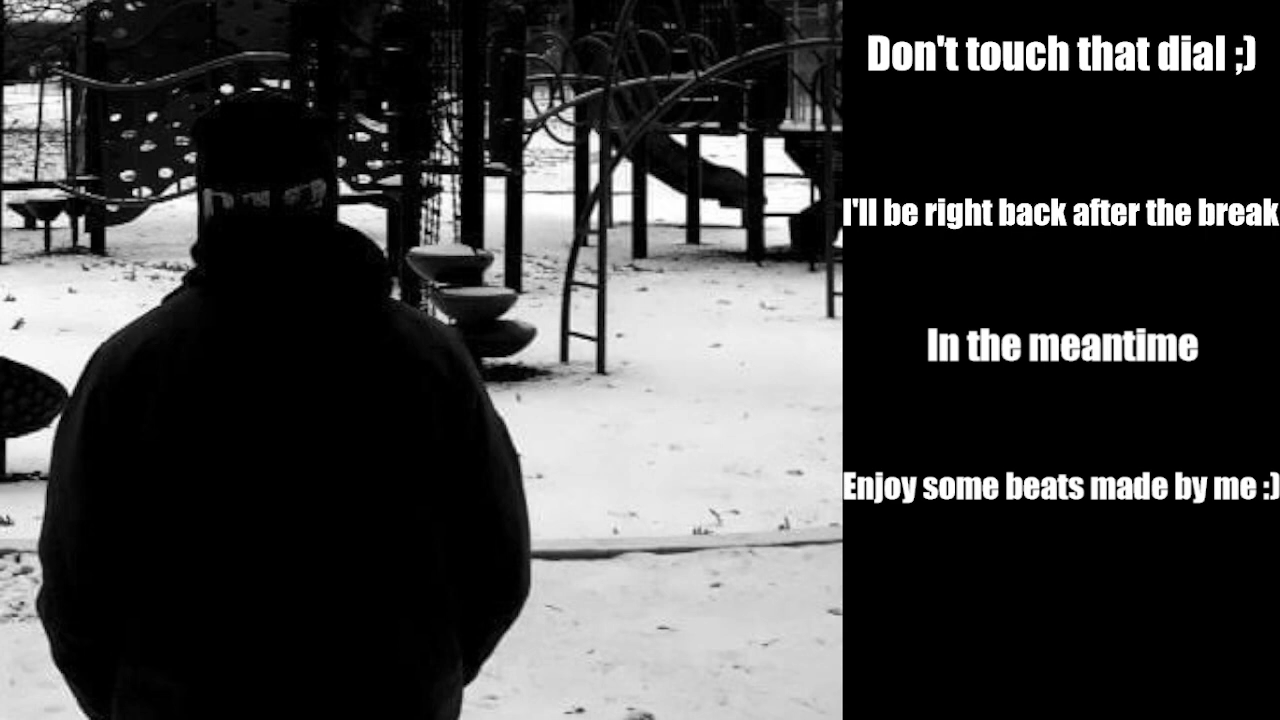 Don't touch that dial ;)
I'll be right back after the break
In the meantime
Enjoy some beats made by me :)